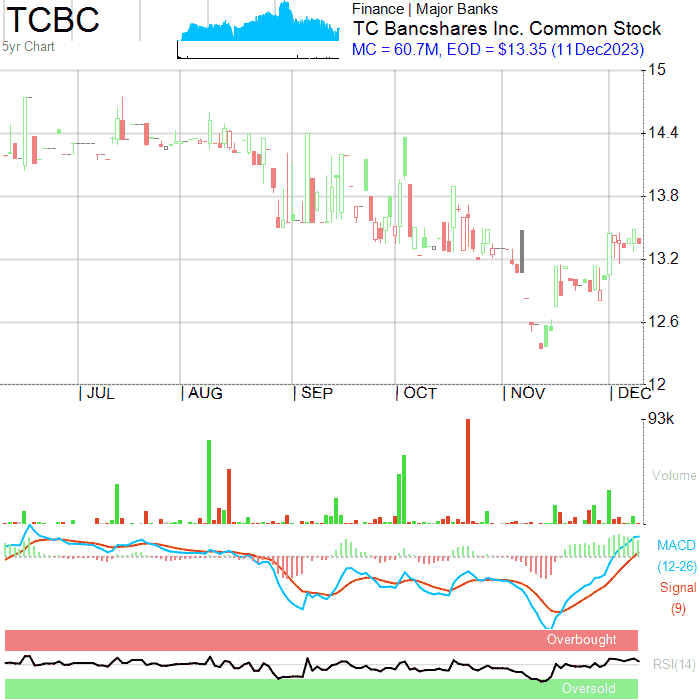 TCBC
5yr Chart
Finance | Major Banks
TC Bancshares Inc. Common Stock
MC = 60.7M, EOD = $13.35 (11Dec2023)
15
14.4
13.8
13.2
12.6
12
| JUL | AUG | SEP | OCT | NOV | DEC
93k
Volume
MACD
(12-26)
Signal
(9)
Overbought
RSI(14)
Oversold